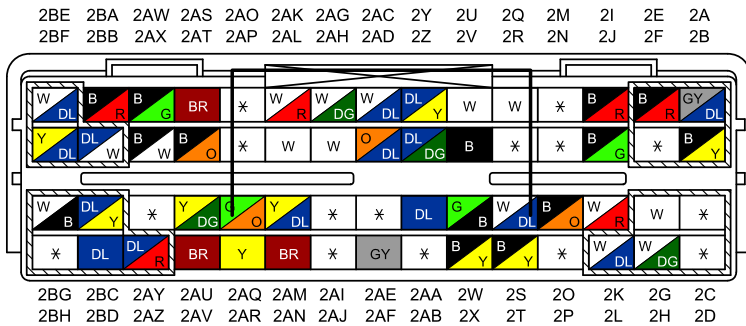 2BE 2BA 2AW 2AS 2AO 2AK 2AG 2AC 2Y 2U 2Q 2M 2I 2E 2A
2BF 2BB 2AX 2AT 2AP 2AL 2AH 2AD 2Z 2V 2R 2N 2J 2F 2B
W DL B R B G BR * W R W DG W DL DL Y W W * B R B R GY DL
Y DL DL W B W B O * W W O DL DL DG B * * B G * B Y
W B DL Y * Y DG G O Y DL * * DL G B W DL B O W R W *
* DL DL R BR Y BR * GY * B Y B Y * W DL W DG *
2BG 2BC 2AY 2AU 2AQ 2AM 2AI 2AE 2AA 2W 2S 2O 2K 2G 2C
2BH 2BD 2AZ 2AV 2AR 2AN 2AJ 2AF 2AB 2X 2T 2P 2L 2H 2D